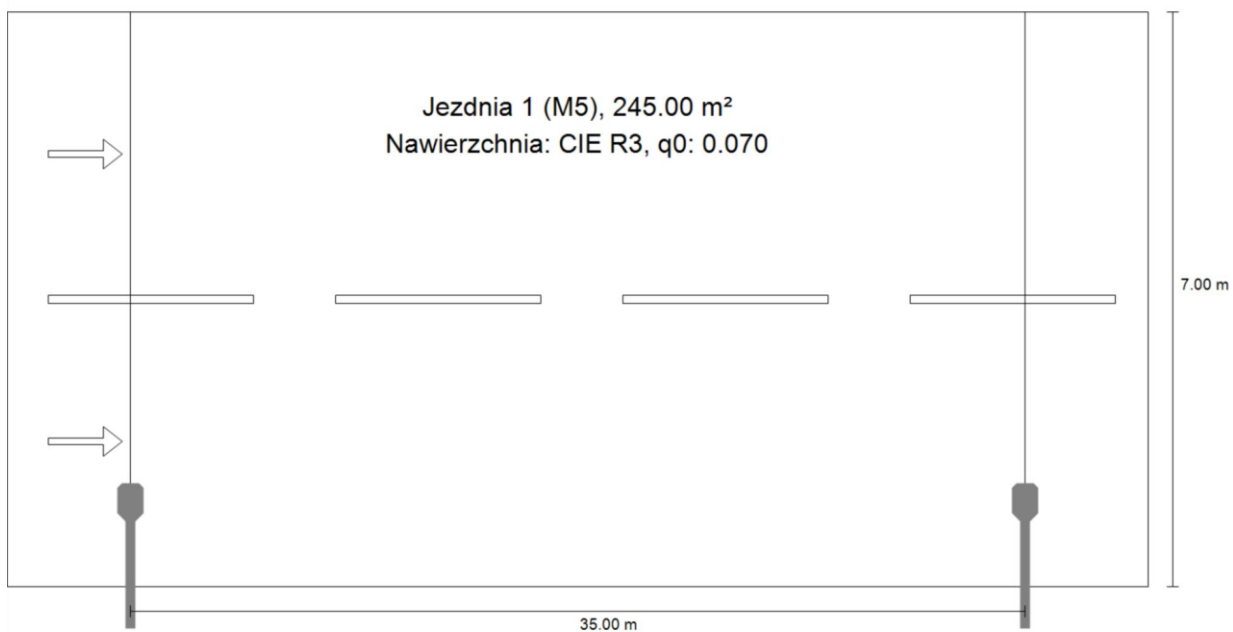 Jezdnia 1 (M5), 245.00 m²
Nawierzchnia: CIE R3, q0: 0.070
7.00 m
35.00 m